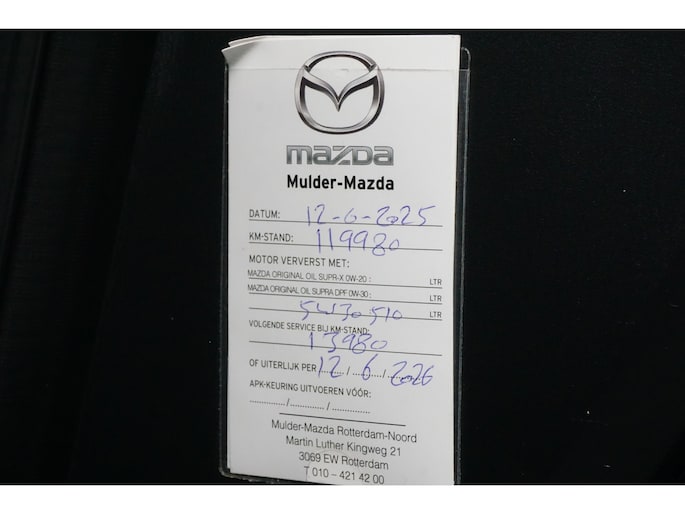 mazda
Mulder-Mazda
DATUM: 12-6-2025
KM-STAND: 119980
MOTOR VERVERST MET:
MAZDA ORIGINAL OIL SUPR-X 0W-20 : LTR
MAZDA ORIGINAL OIL SUPRA DPF 0W-30 : LTR
5W30 510 LTR
VOLGENDE SERVICE BIJ KM-STAND:
13980
OF UITERLIJK PER 12 / 6 / 2026
APK-KEURING UITVOEREN VÓÓR:
............./............./..............
Mulder-Mazda Rotterdam-Noord
Martin Luther Kingweg 21
3069 EW Rotterdam
T 010 – 421 42 00